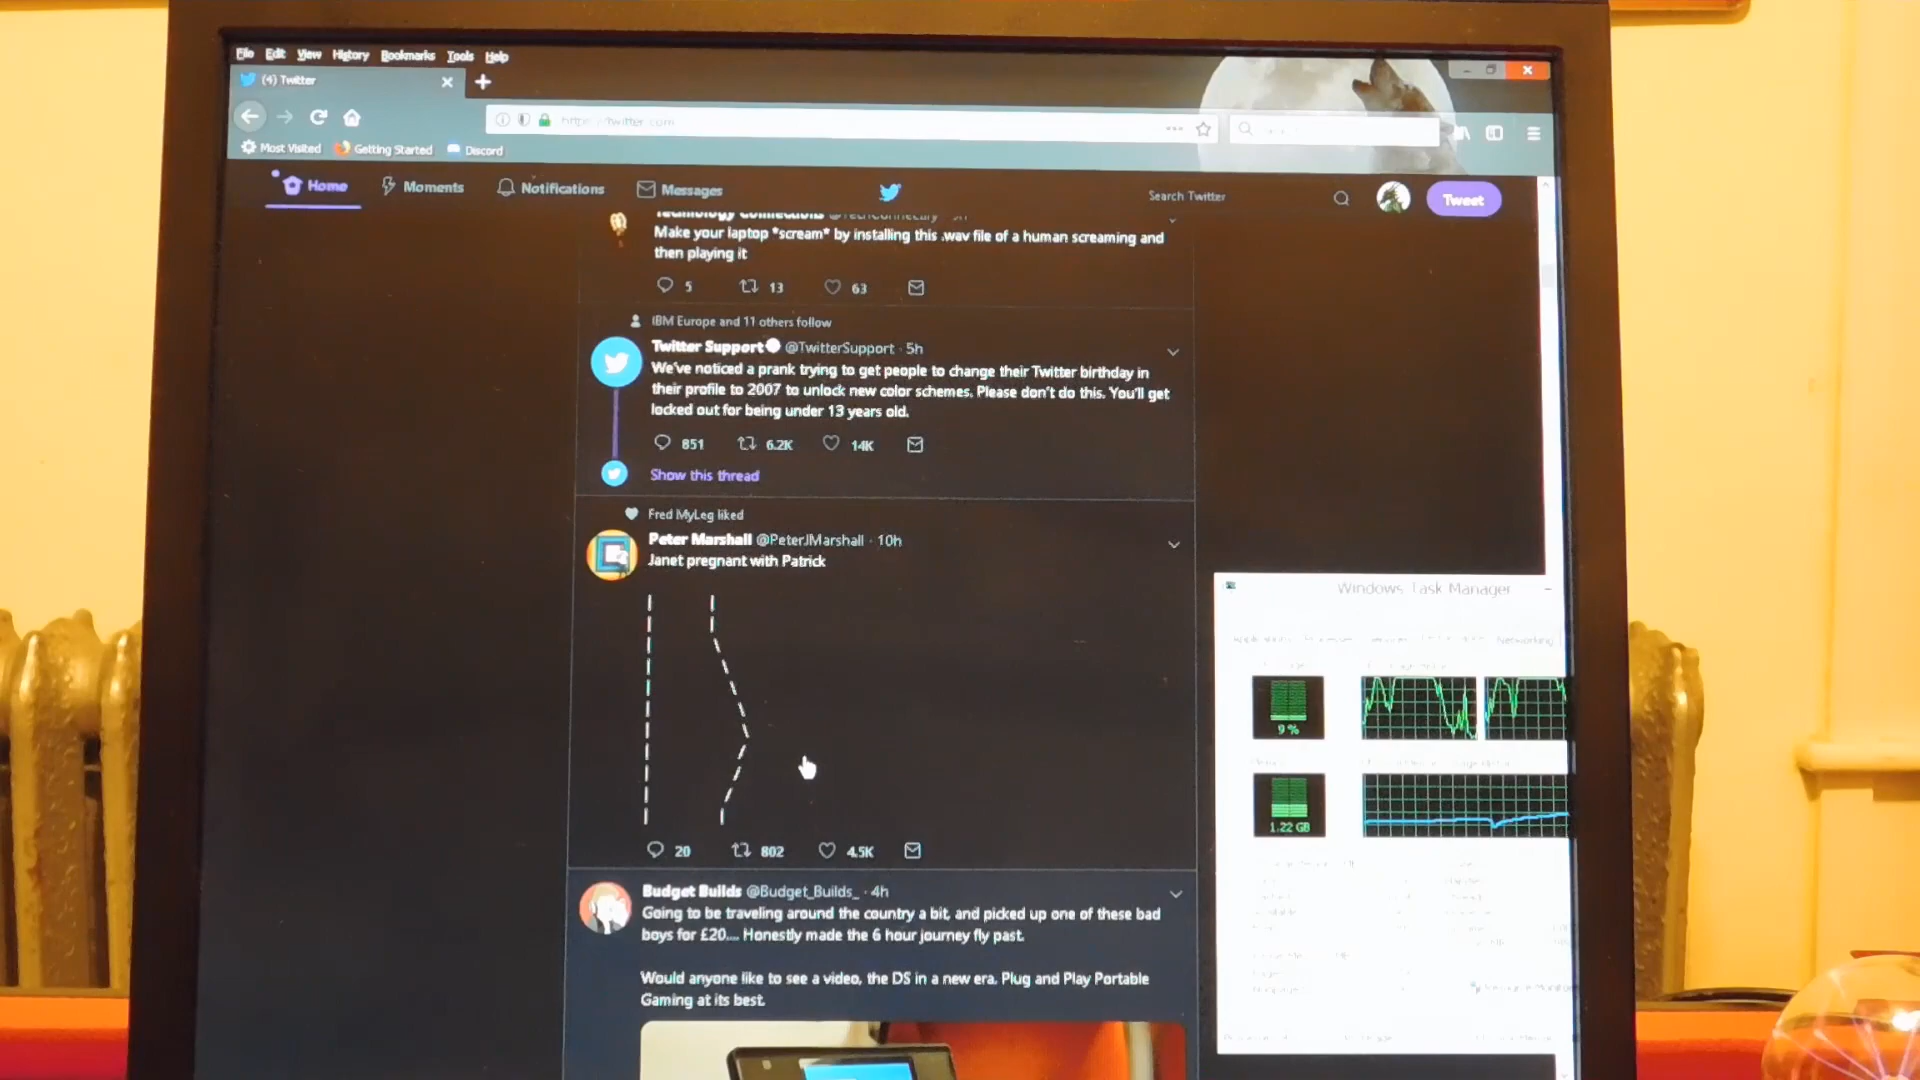 File Edit View History Bookmarks Tools Help
(4) Twitter
https://twitter.com
Most Visited Getting Started Discord
Home Moments Notifications Messages Search Twitter Tweet
Technology Connections
Make your laptop *scream* by installing this .wav file of a human screaming and
then playing it
5 13 63
IBM Europe and 11 others follow
Twitter Support @TwitterSupport · 5h
We've noticed a prank trying to get people to change their Twitter birthday in
their profile to 2007 to unlock new color schemes. Please don't do this. You'll get
locked out for being under 13 years old.
851 6.2K 14K
Show this thread
Fred MyLeg liked
Peter Marshall @PeterJMarshall · 10h
Janet pregnant with Patrick
20 802 4.5K
Budget Builds @Budget_Builds_ · 4h
Going to be traveling around the country a bit, and picked up one of these bad
boys for £20.... Honestly made the 6 hour journey fly past.
Would anyone like to see a video, the DS in a new era. Plug and Play Portable
Gaming at its best.
Windows Task Manager
Networking
9 %
1.22 GB